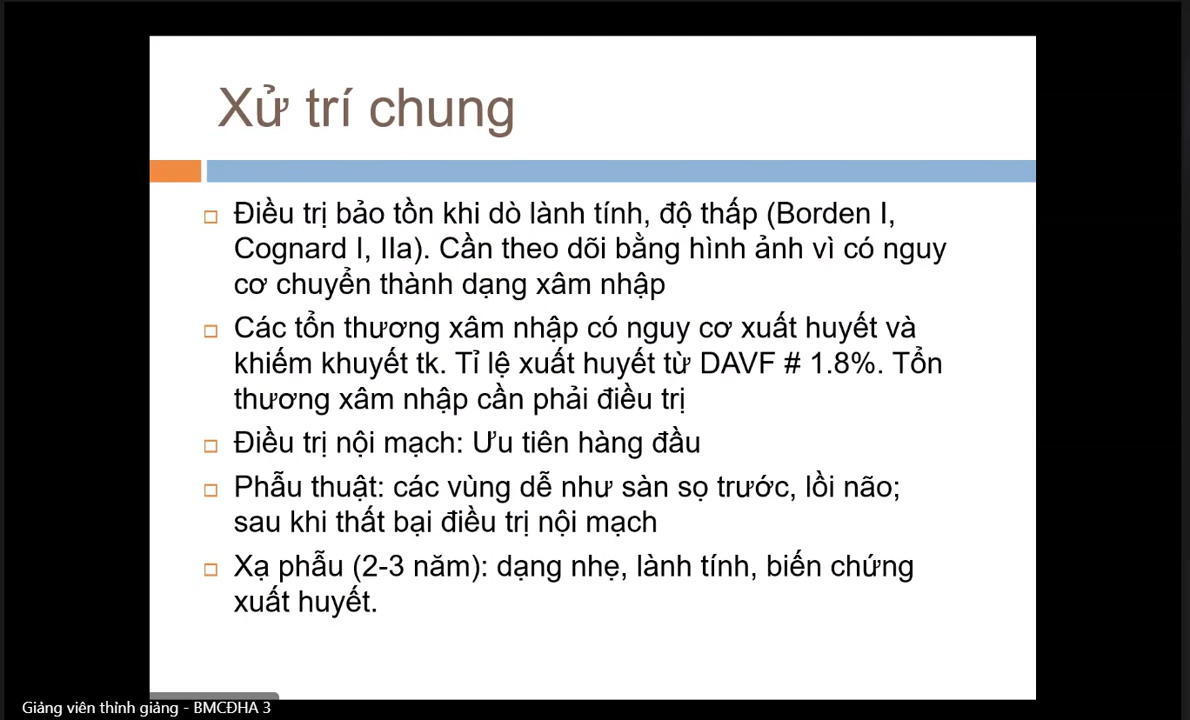 Xử trí chung
Điều trị bảo tồn khi dò lành tính, độ thấp (Borden I,
Cognard I, IIa). Cần theo dõi bằng hình ảnh vì có nguy
cơ chuyển thành dạng xâm nhập
Các tổn thương xâm nhập có nguy cơ xuất huyết và
khiếm khuyết tk. Tỉ lệ xuất huyết từ DAVF # 1.8%. Tổn
thương xâm nhập cần phải điều trị
Điều trị nội mạch: Ưu tiên hàng đầu
Phẫu thuật: các vùng dễ như sàn sọ trước, lồi não;
sau khi thất bại điều trị nội mạch
Xạ phẫu (2-3 năm): dạng nhẹ, lành tính, biến chứng
xuất huyết.
Giảng viên thỉnh giảng - BMCĐHA 3